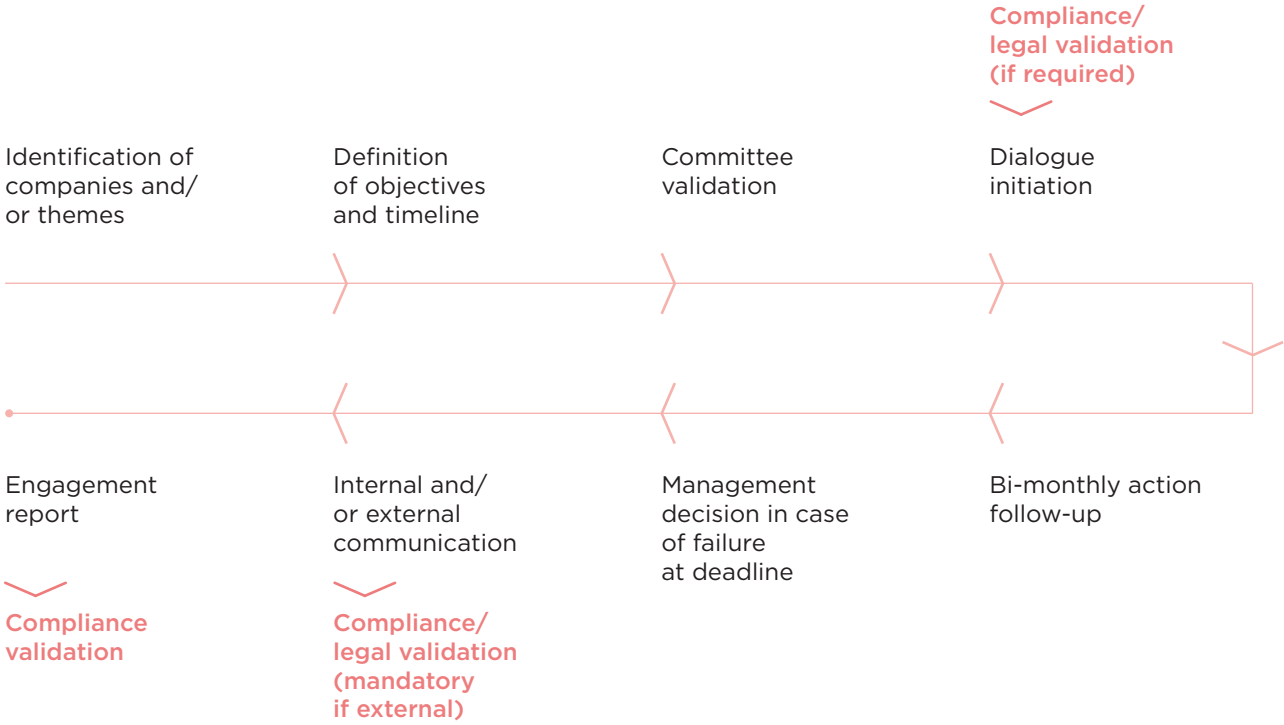 Compliance/
legal validation
(if required)
Identification of
companies and/
or themes
Definition
of objectives
and timeline
Committee
validation
Dialogue
initiation
Bi-monthly action
follow-up
Management
decision in case
of failure
at deadline
Internal and/
or external
communication
Compliance/
legal validation
(mandatory
if external)
Engagement
report
Compliance
validation